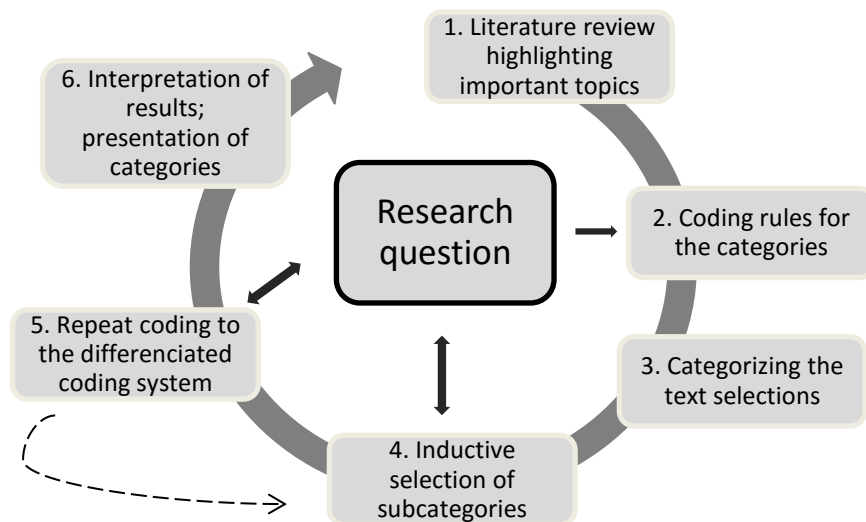 1. Literature review
highlighting
important topics
6. Interpretation of
results;
presentation of
categories
Research
question
2. Coding rules for
the categories
5. Repeat coding to
the differenciated
coding system
3. Categorizing the
text selections
4. Inductive
selection of
subcategories